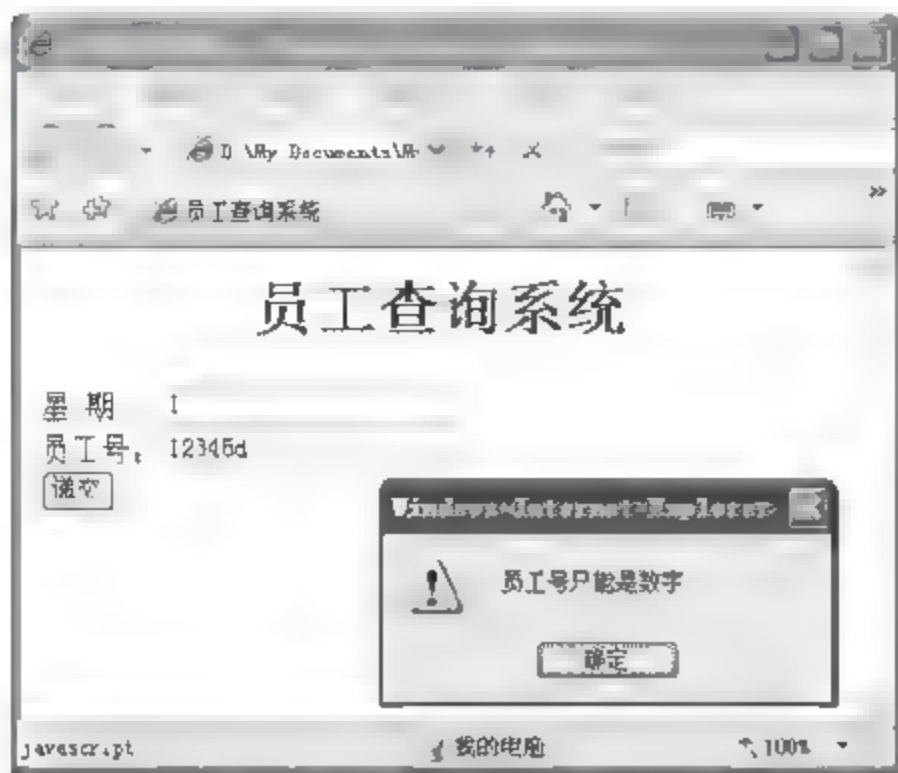 D \My Documents\
员工查询系统
员工查询系统
星 期 1
员工号: 12345d
递交
Windows Internet Explorer
员工号只能是数字
确定
javascript
我的电脑
100%